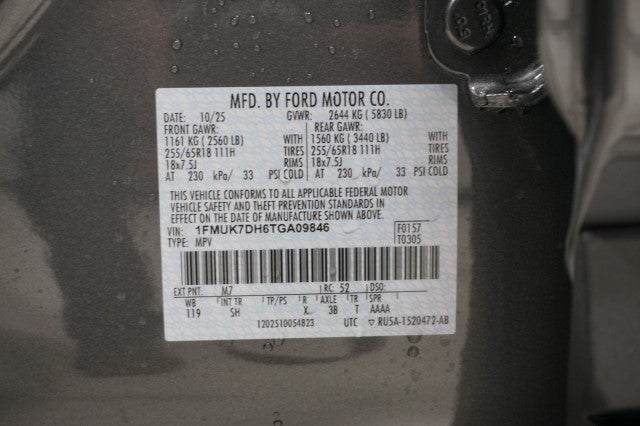 MFD. BY FORD MOTOR CO.
DATE: 10/25 GVWR: 2644 KG ( 5830 LB)
FRONT GAWR: REAR GAWR:
1161 KG ( 2560 LB) WITH 1560 KG ( 3440 LB) WITH
255/65R18 111H TIRES 255/65R18 111H TIRES
18x7.5J RIMS 18x7.5J RIMS
AT 230 kPa/ 33 PSI COLD AT 230 kPa/ 33 PSI COLD
THIS VEHICLE CONFORMS TO ALL APPLICABLE FEDERAL MOTOR
VEHICLE SAFETY AND THEFT PREVENTION STANDARDS IN
EFFECT ON THE DATE OF MANUFACTURE SHOWN ABOVE.
VIN: 1FMUK7DH6TGA09846 F0157
TYPE: MPV T0305
EXT PNT: M7 RC: 52 DSO:
WB INT TR TP/PS R AXLE TR SPR
119 SH X 3B T AAAA
1202510054823 UTC ▽ RU5A-1520472-AB